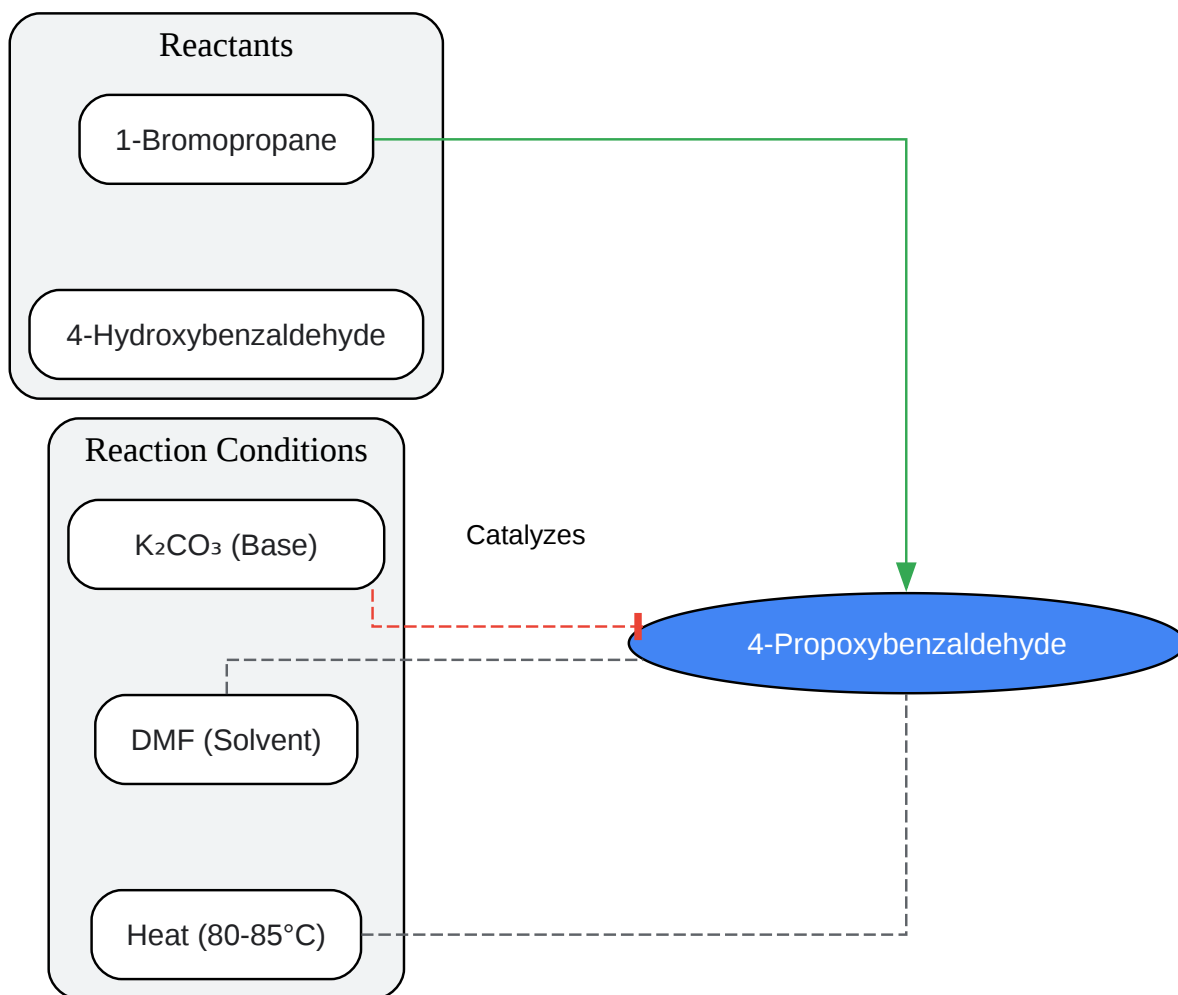 Reactants
1-Bromopropane
4-Hydroxybenzaldehyde
Reaction Conditions
K₂CO₃ (Base)
Catalyzes
4-Propoxybenzaldehyde
DMF (Solvent)
Heat (80-85°C)